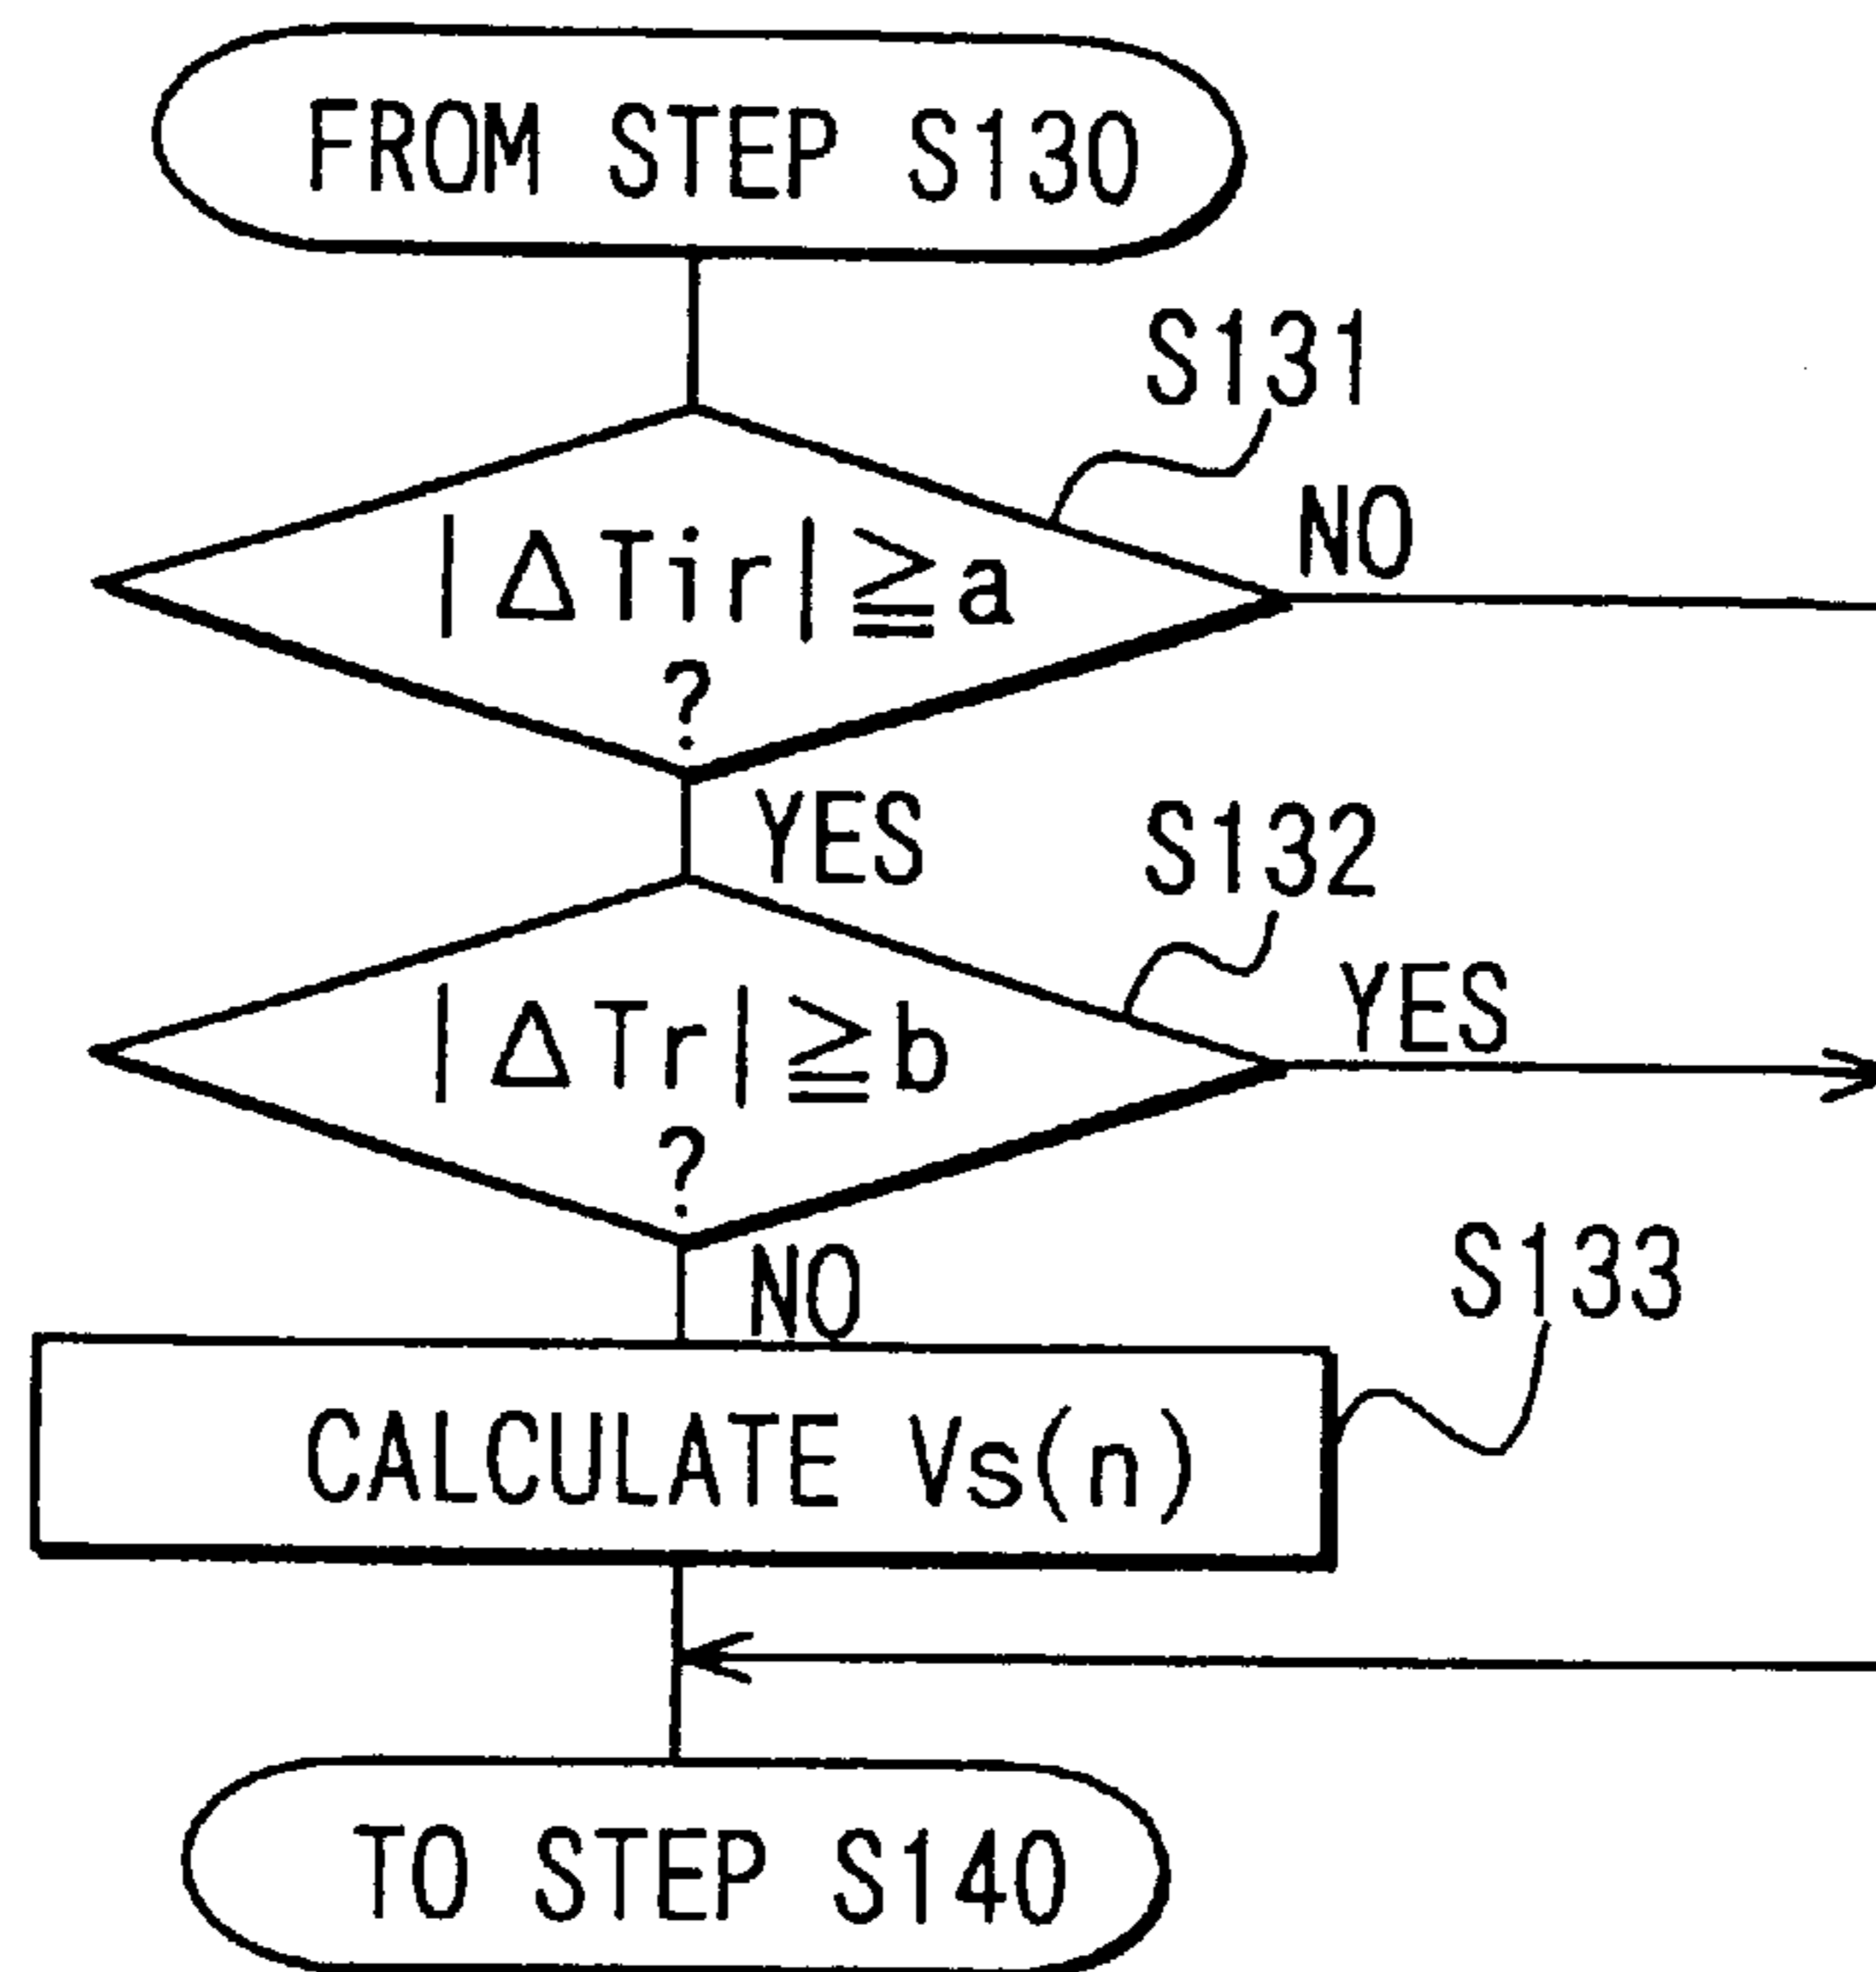 FROM STEP S130
S131
NO
|ΔTir|≧a
?
YES
S132
YES
|ΔTr|≧b
?
NO
S133
CALCULATE Vs(n)
TO STEP S140